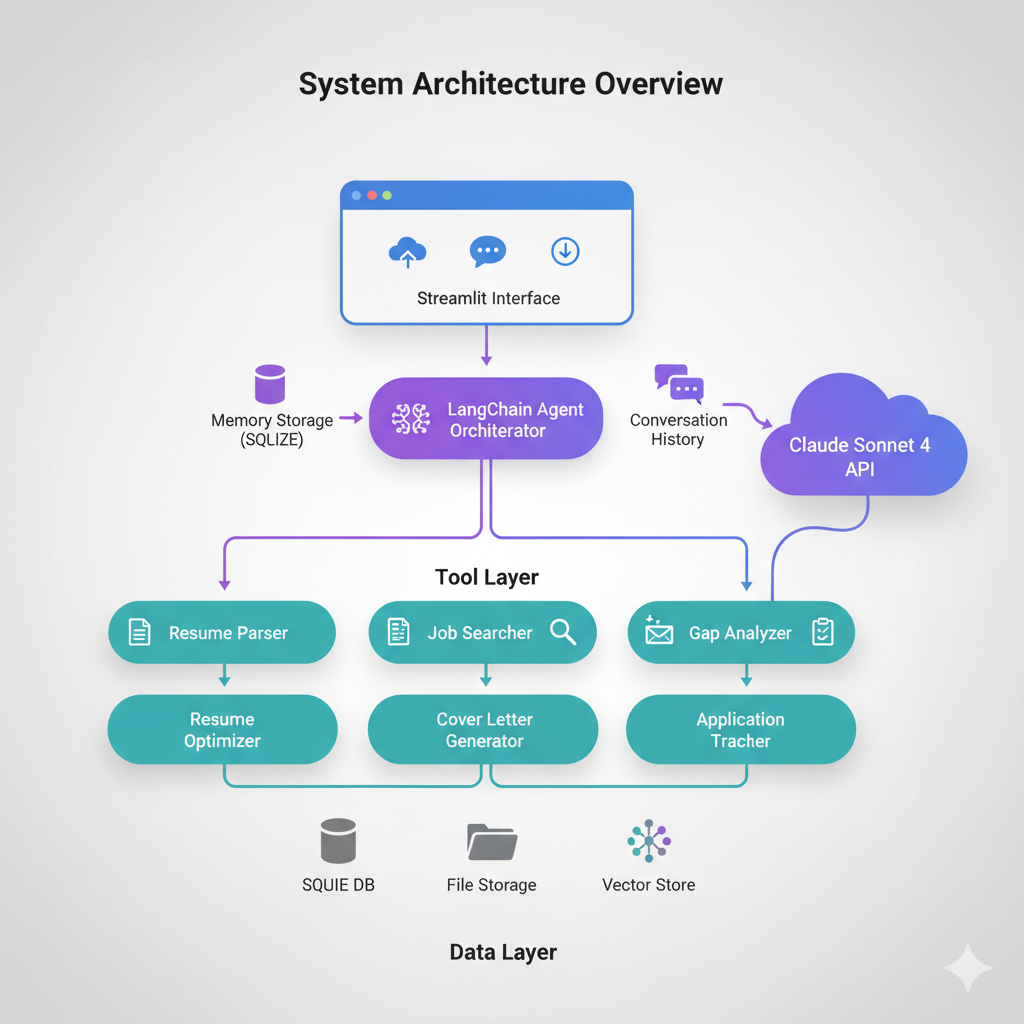 System Architecture Overview
Streamlit Interface
Memory Storage
(SQLIZE)
LangChain Agent
Orchiterator
Conversation
History
Claude Sonnet 4
API
Tool Layer
Resume Parser
Job Searcher
Gap Analyzer
Resume
Optimizer
Cover Letter
Generator
Application
Tracher
SQUIE DB
File Storage
Vector Store
Data Layer